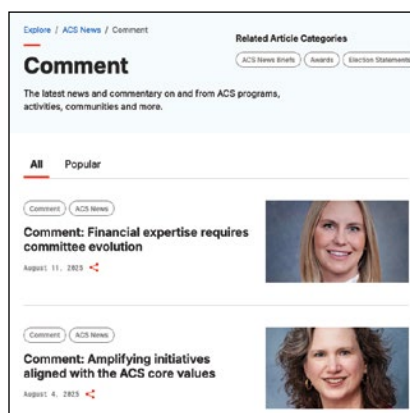 Explore / ACS News / Comment
Related Article Categories
Comment
ACS News Briefs
Awards
Election Statements
The latest news and commentary on and from ACS programs,
activities, communities and more.
All
Popular
Comment
ACS News
Comment: Financial expertise requires
committee evolution
August 11, 2025
Comment
ACS News
Comment: Amplifying initiatives
aligned with the ACS core values
August 4, 2025